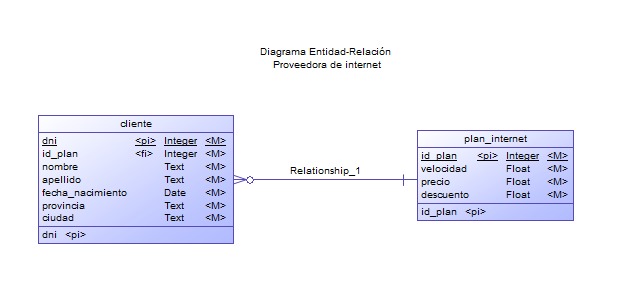 Diagrama Entidad-Relación
Proveedora de internet
cliente
dni <pi> Integer <M>
id_plan <fi> Integer <M>
nombre Text <M>
apellido Text <M>
fecha_nacimiento Date <M>
provincia Text <M>
ciudad Text <M>
dni <pi>
Relationship_1
plan_internet
id_plan <pi> Integer <M>
velocidad Float <M>
precio Float <M>
descuento Float <M>
id_plan <pi>